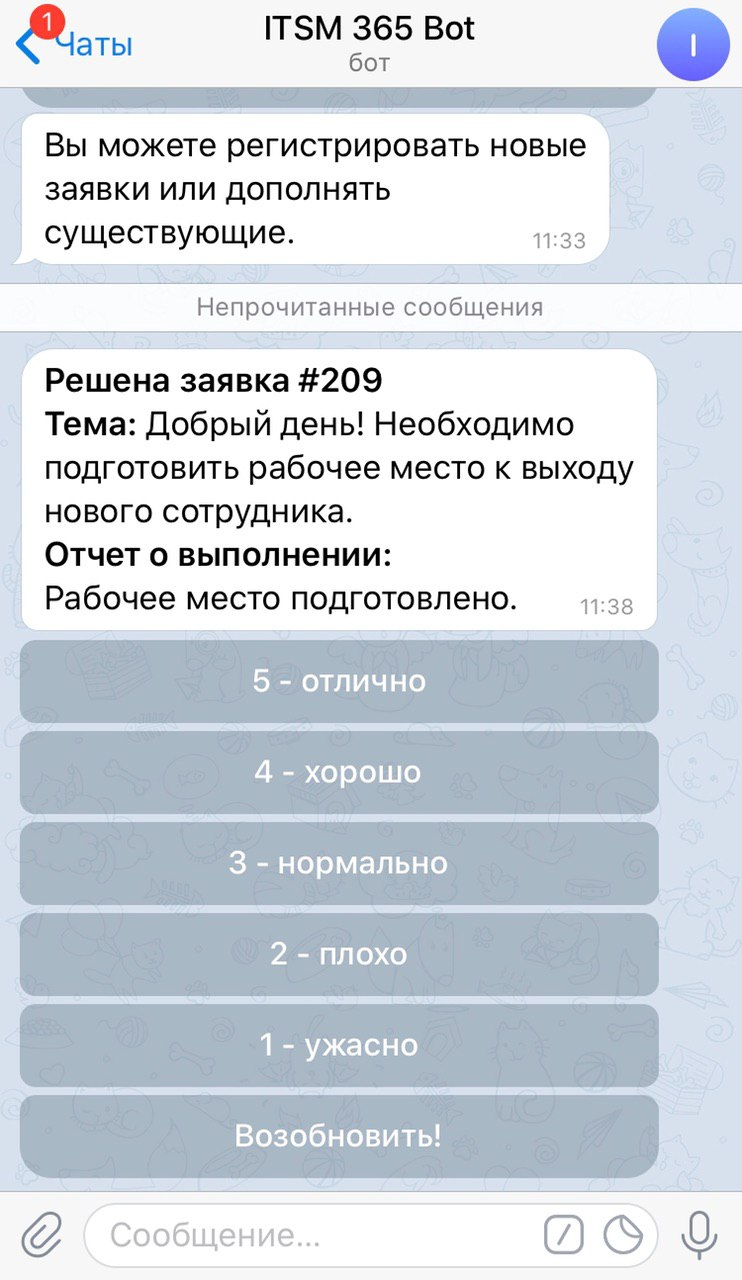 1
Чаты
ITSM 365 Bot
бот
I
Вы можете регистрировать новые
заявки или дополнять
существующие.
11:33
Непрочитанные сообщения
Решена заявка #209
Тема: Добрый день! Необходимо
подготовить рабочее место к выходу
нового сотрудника.
Отчет о выполнении:
Рабочее место подготовлено.
11:38
5 - отлично
4 - хорошо
3 - нормально
2 - плохо
1 - ужасно
Возобновить!
Сообщение...